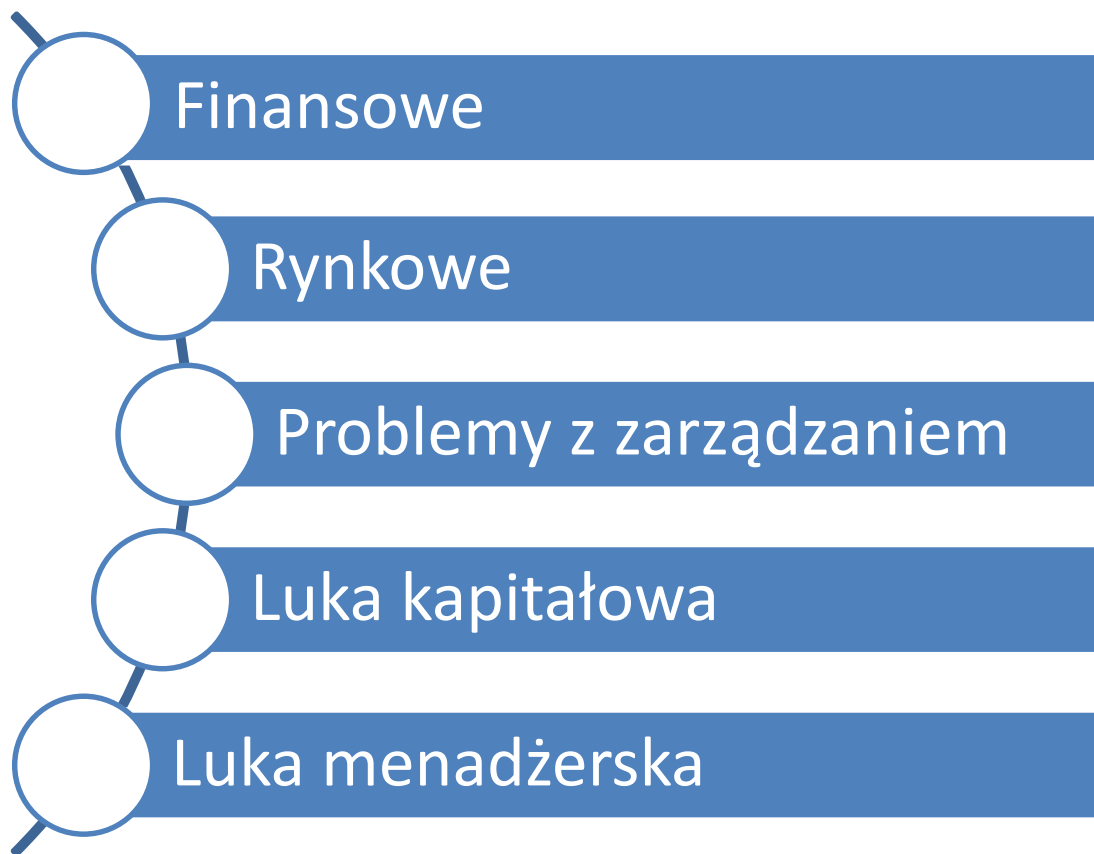 Finansowe
Rynkowe
Problemy z zarządzaniem
Luka kapitałowa
Luka menadżerska